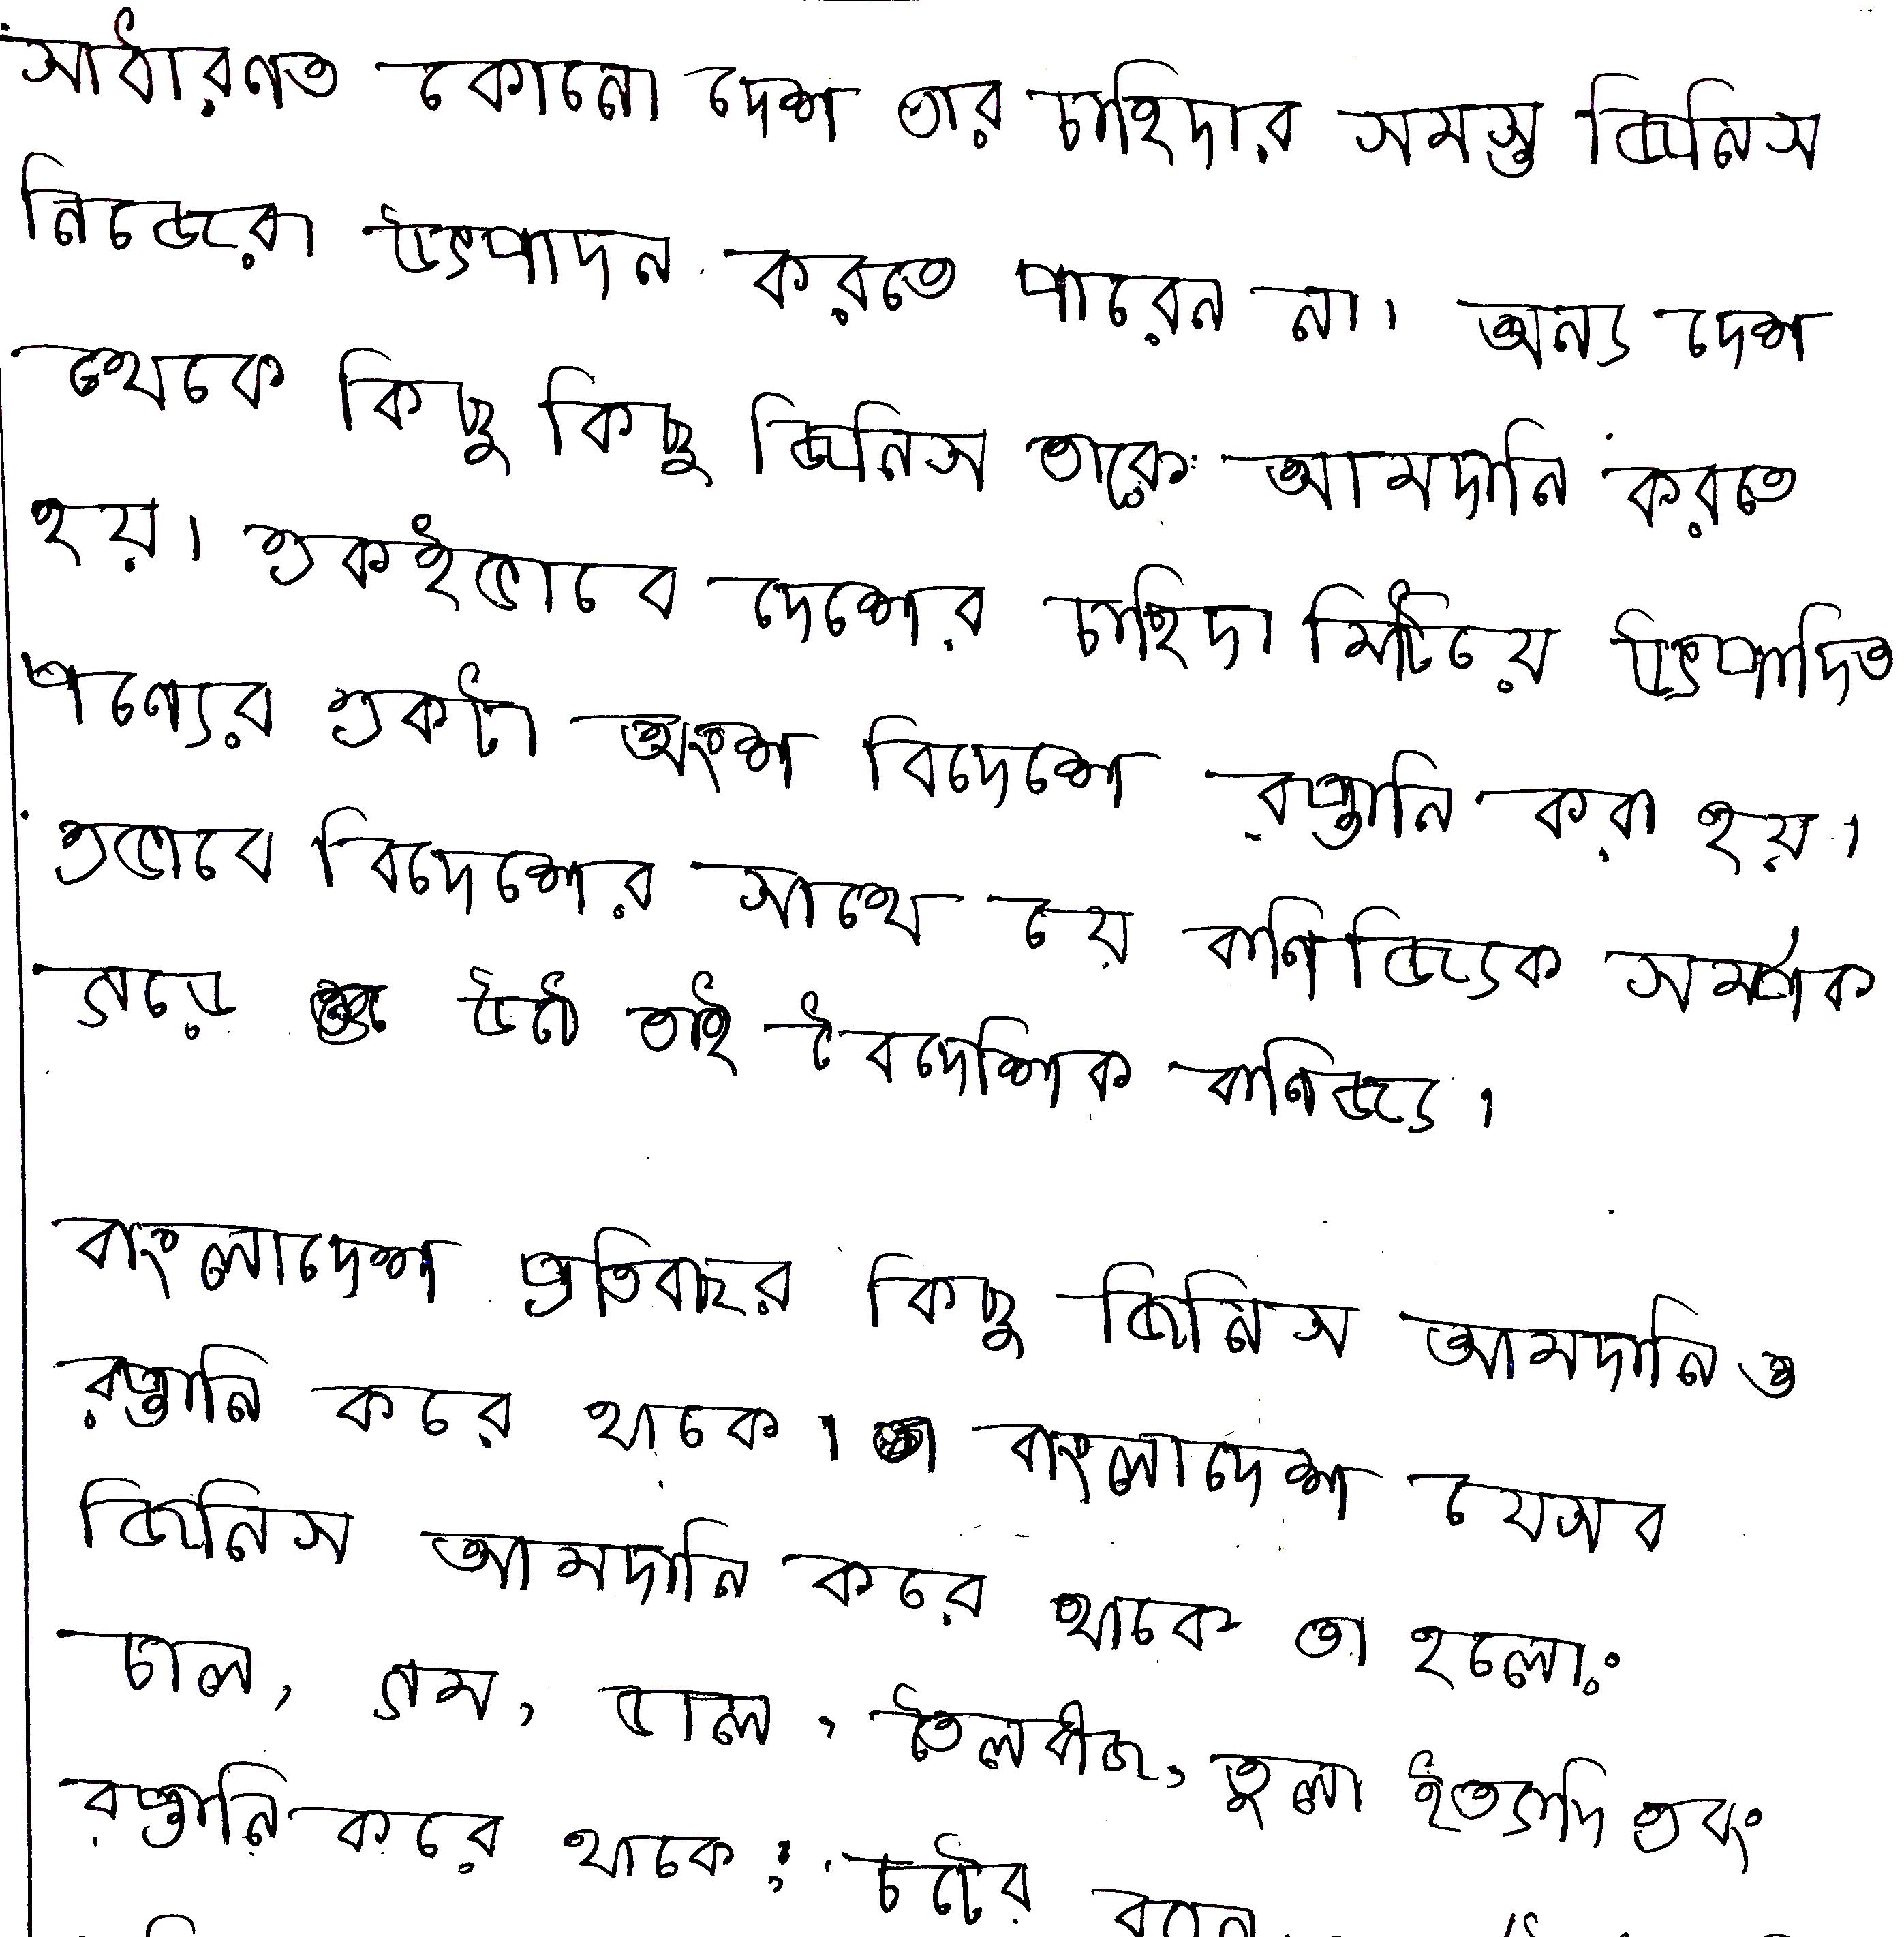 সাধারণত কোনো দেশ তার চাহিদার সমস্ত জিনিস
নিজেরো উৎপাদন করতে পারেন না। অন্য দেশ
থেকে কিছু কিছু জিনিস তাকে আমদানি করতে
হয়। একইভাবে দেশের চাহিদা মিটিয়ে উৎপাদিত
পণ্যের একটা অংশ বিদেশে রপ্তানি করা হয়।
এভাবে বিদেশের সাথে যে বাণিজ্যিক সম্পর্ক
গড়ে উঠে তাই বৈদেশিক বাণিজ্য।
বাংলাদেশ প্রতিবছর কিছু জিনিস আমদানি ও
রপ্তানি করে থাকে। বাংলাদেশ যেসব
জিনিস আমদানি করে থাকে তা হলোঃ
চাল, গম, ডাল, তৈলবীজ, তুলা ইত্যাদি এবং
রপ্তানি করে থাকে; চটের